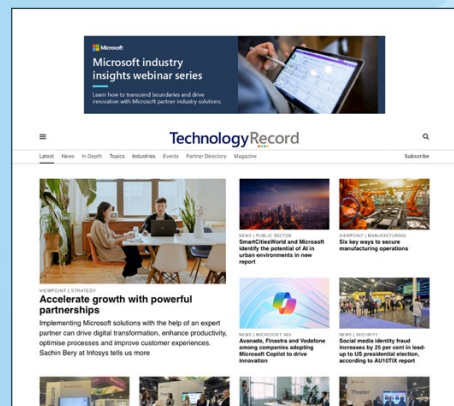 Microsoft
Microsoft industry
insights webinar series
Learn how to transcend boundaries and drive
innovation with Microsoft partner industry solutions.
TechnologyRecord
Latest News In Depth Topics Industries Events Partner Directory Magazine Subscribe
VIEWPOINT | STRATEGY
Accelerate growth with powerful
partnerships
Implementing Microsoft solutions with the help of an expert
partner can drive digital transformation, enhance productivity,
optimise processes and improve customer experiences.
Sachin Bery at Infosys tells us more
NEWS | PUBLIC SECTOR
SmartCitiesWorld and Microsoft
identify the potential of AI in
urban environments in new
report
VIEWPOINT | MANUFACTURING
Six key ways to secure
manufacturing operations
NEWS | MICROSOFT 365
Avanade, Finastra and Vodafone
among companies adopting
Microsoft Copilot to drive
innovation
NEWS | SECURITY
Social media identity fraud
increases by 25 per cent in lead-
up to US presidential election,
according to AU10TIX report
Theater